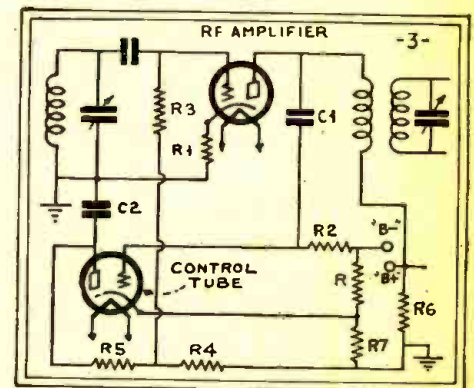 RF AMPLIFIER
-3-
R3
R1
C1
C2
R2
"B-"
"B+"
R
R6
CONTROL
TUBE
R5
R4
R7